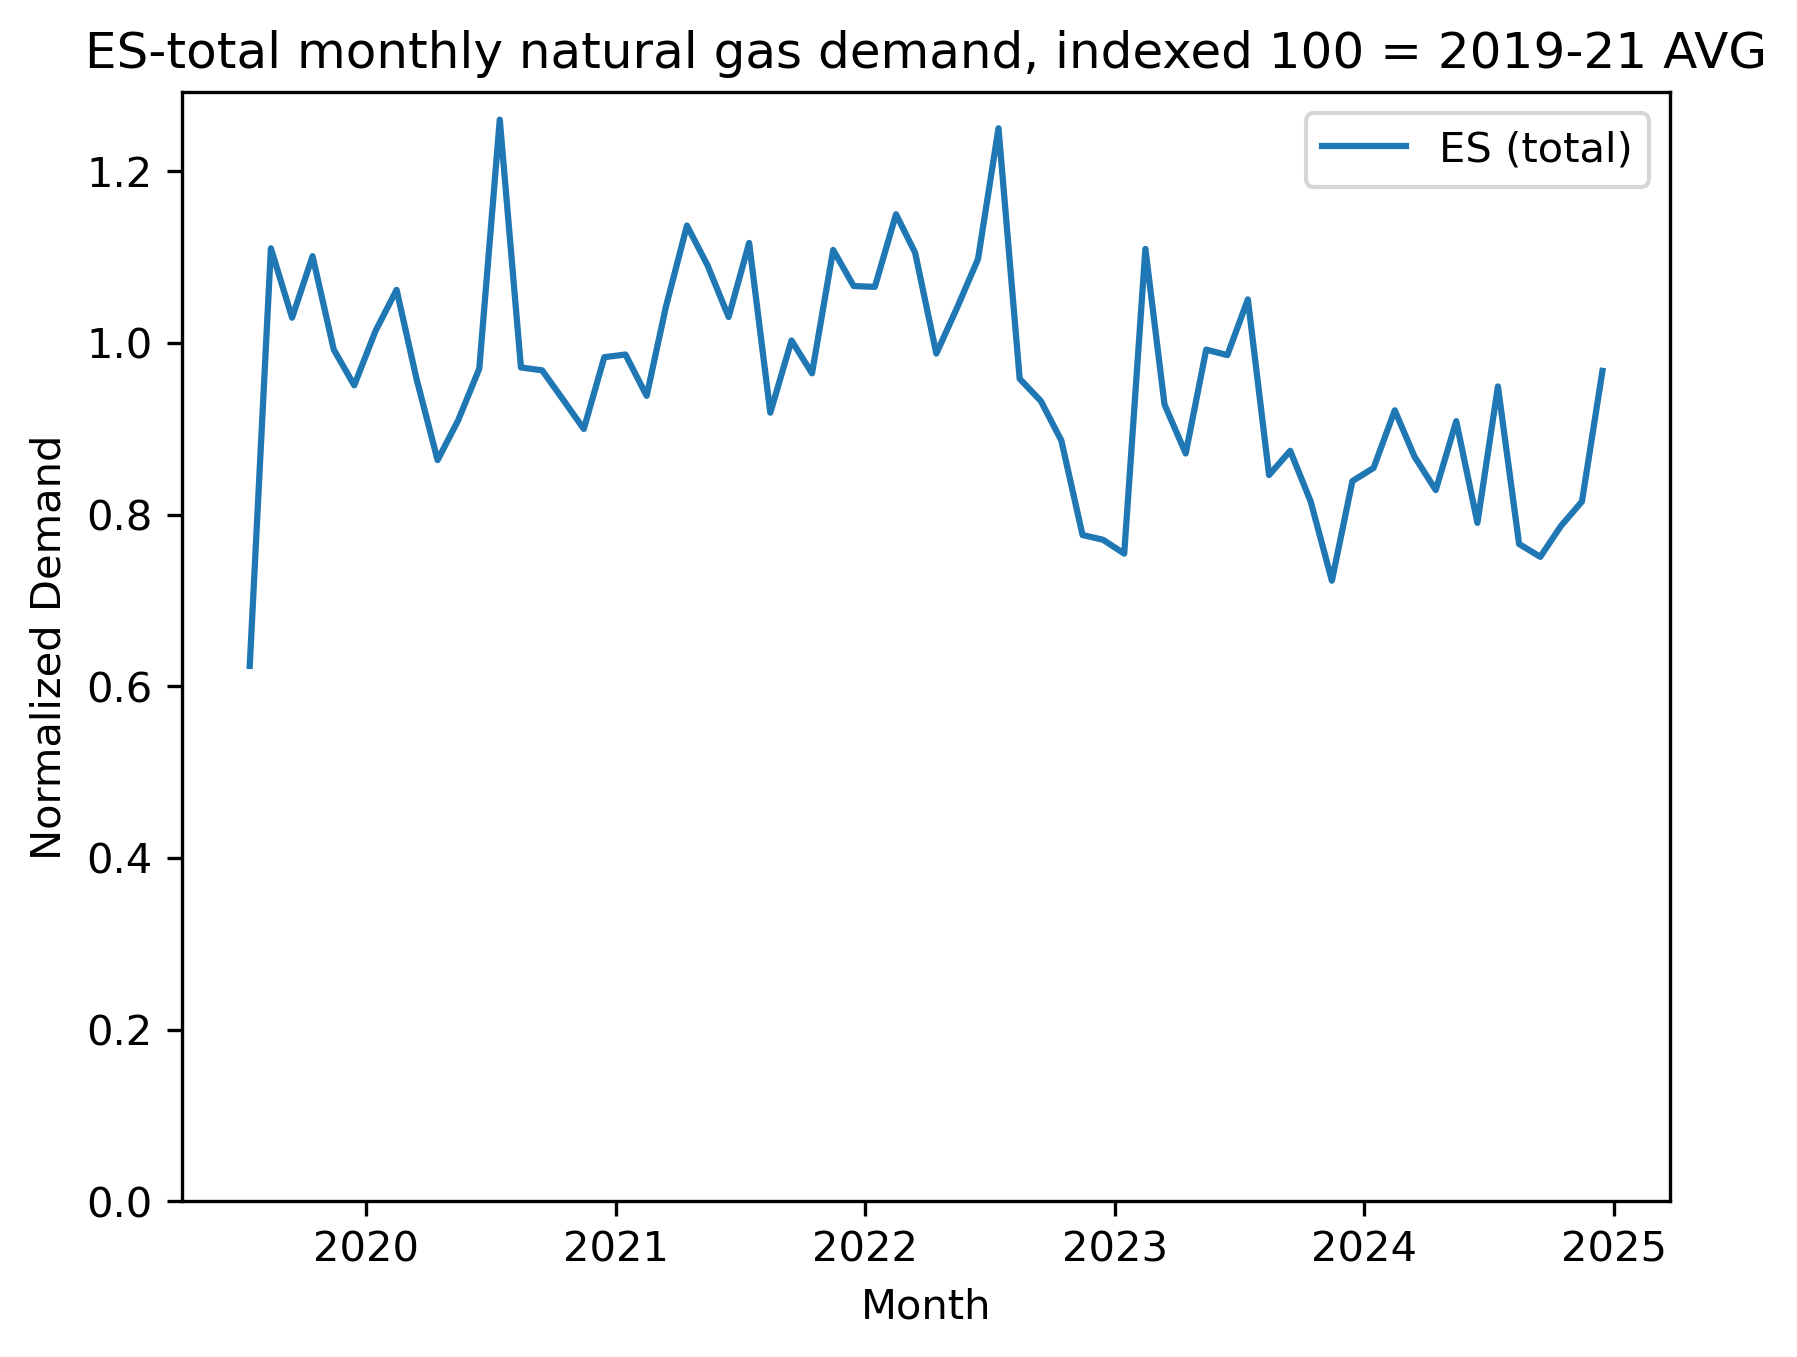 ES-total monthly natural gas demand, indexed 100 = 2019-21 AVG
ES (total)
1.2
1.0
0.8
0.6
0.4
0.2
0.0
Normalized Demand
2020 2021 2022 2023 2024 2025
Month